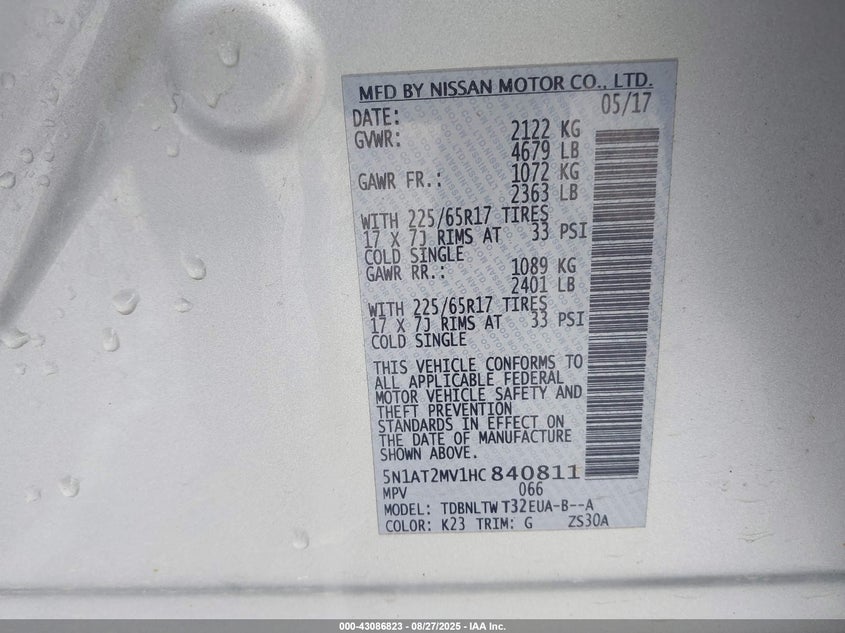 MFD BY NISSAN MOTOR CO., LTD.
DATE: 05/17
GVWR: 2122 KG
4679 LB
GAWR FR.: 1072 KG
2363 LB
WITH 225/65R17 TIRES
17 X 7J RIMS AT 33 PSI
COLD SINGLE
GAWR RR.: 1089 KG
2401 LB
WITH 225/65R17 TIRES
17 X 7J RIMS AT 33 PSI
COLD SINGLE
THIS VEHICLE CONFORMS TO
ALL APPLICABLE FEDERAL
MOTOR VEHICLE SAFETY AND
THEFT PREVENTION
STANDARDS IN EFFECT ON
THE DATE OF MANUFACTURE
SHOWN ABOVE.
5N1AT2MV1HC840811
MPV 066
MODEL: TDBNLTW T32EUA-B--A
COLOR: K23 TRIM: G ZS30A
000-43086823 - 08/27/2025 - IAA Inc.